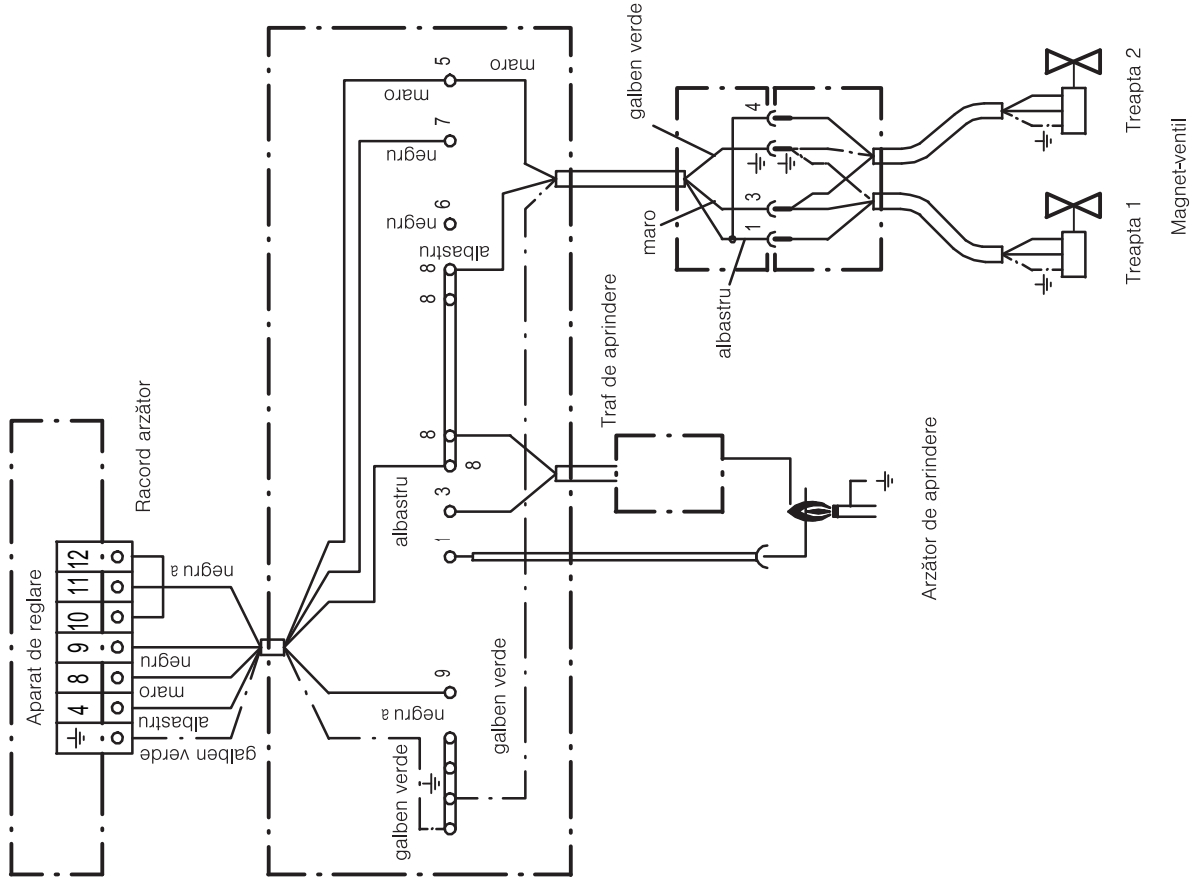 Aparat de reglare
4 8 9 10 11 12
Racord arzător
galben verde
albastru
maro
negru
negru a
galben verde
negru a
9
galben verde
albastru
1
3
8
8
8
8
albastru
6
negru
7
negru
5
maro
maro
Traf de aprindere
Arzător de aprindere
galben verde
maro
albastru
1
3
4
Treapta 1
Treapta 2
Magnet-ventil